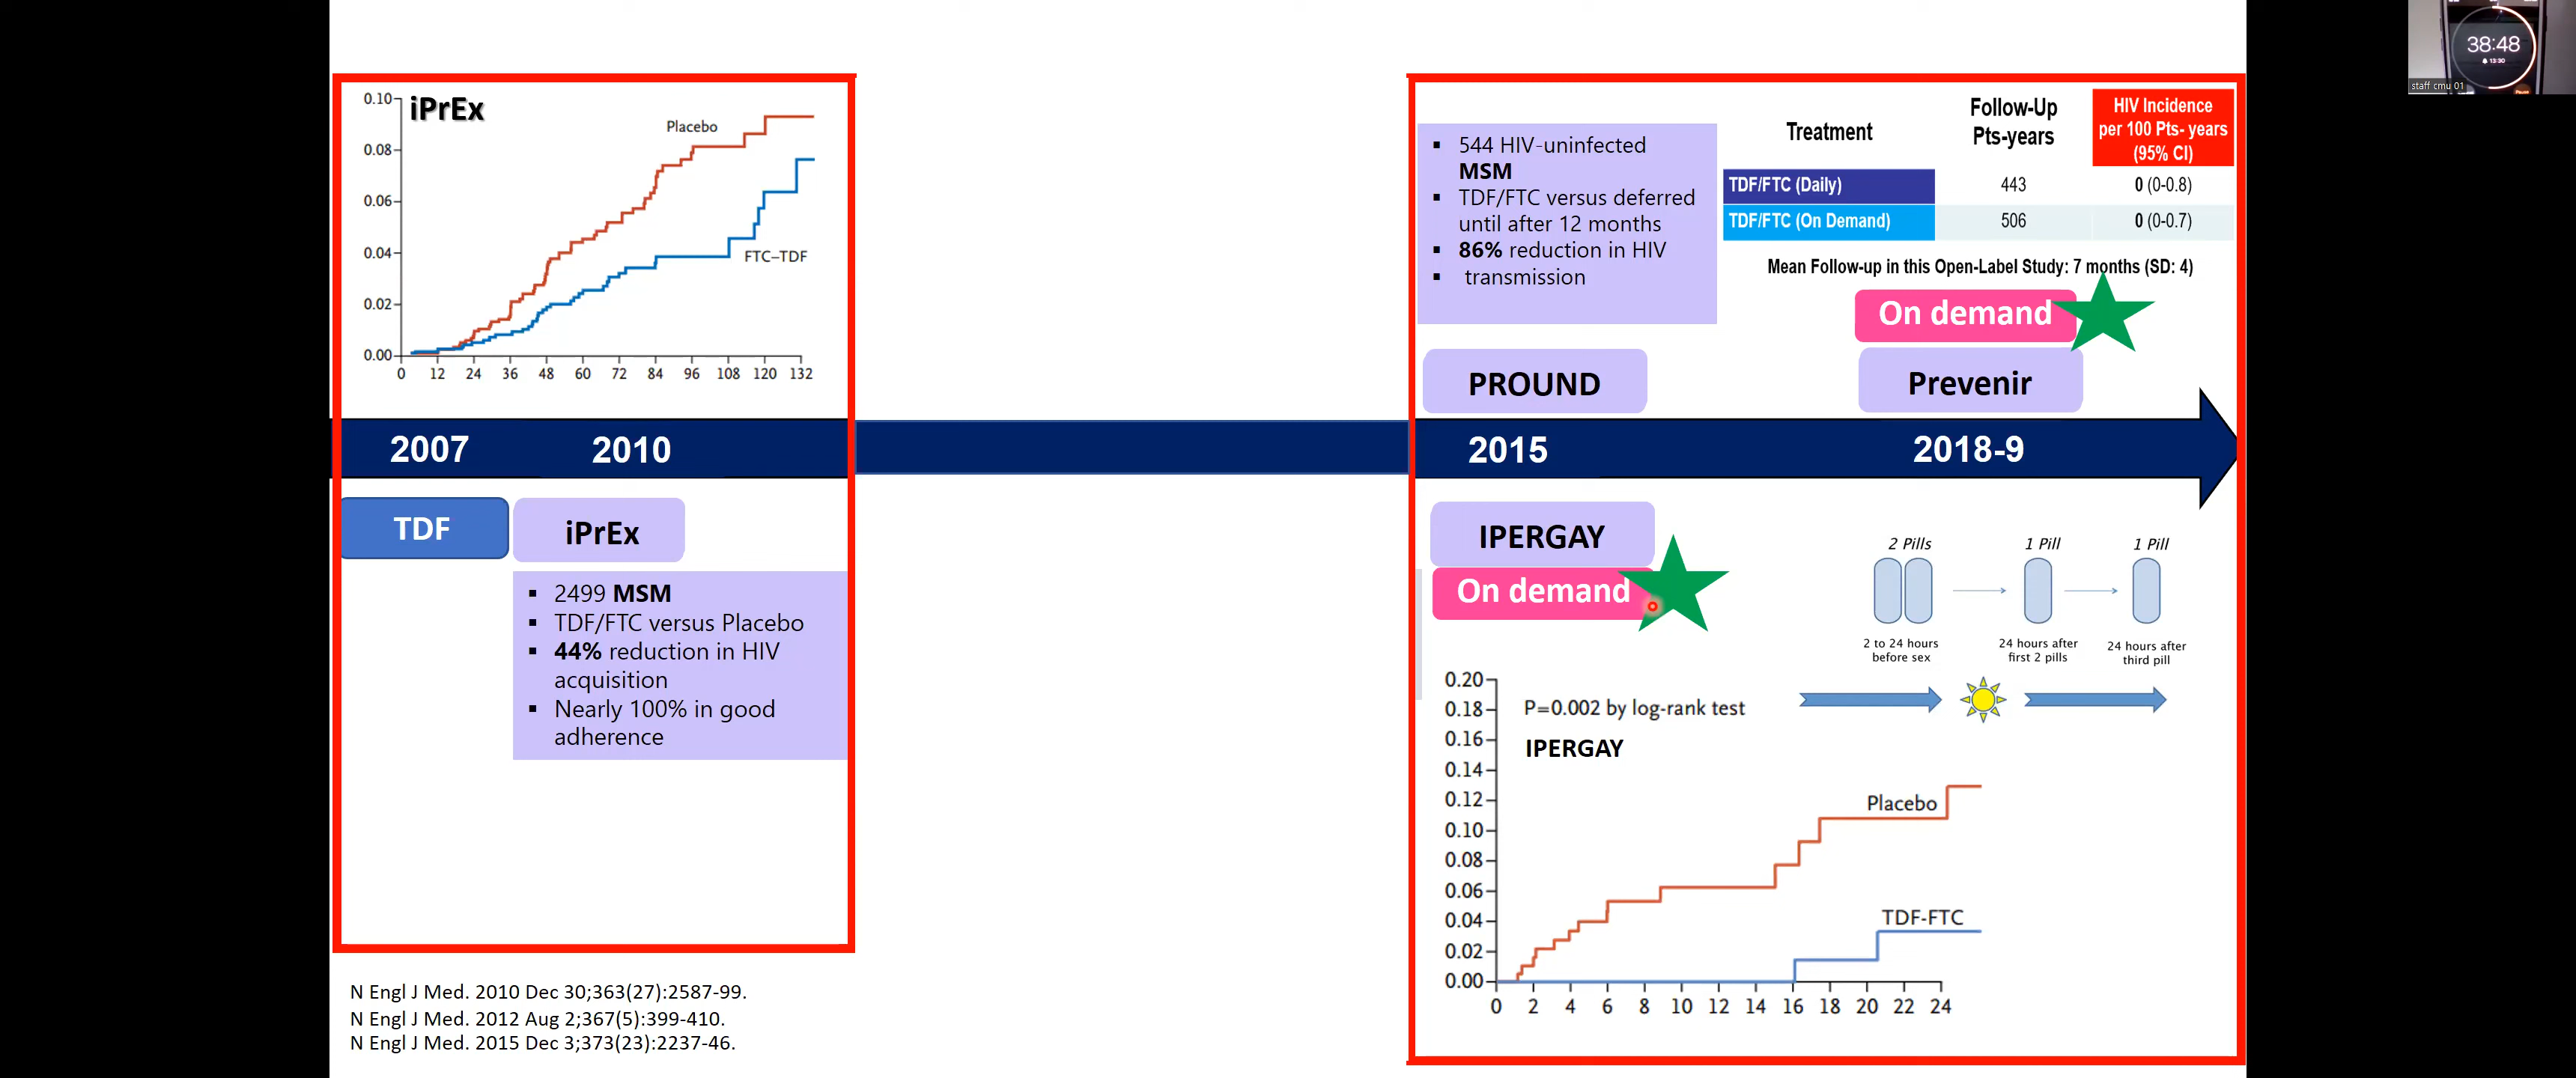 iPrEx
0.10
0.08
0.06
0.04
0.02
0.00
Placebo
FTC–TDF
0 12 24 36 48 60 72 84 96 108 120 132
544 HIV-uninfected
MSM
TDF/FTC versus deferred
until after 12 months
86% reduction in HIV
transmission
Treatment
Follow-Up
Pts-years
HIV Incidence
per 100 Pts- years
(95% CI)
TDF/FTC (Daily) 443 0 (0-0.8)
TDF/FTC (On Demand) 506 0 (0-0.7)
Mean Follow-up in this Open-Label Study: 7 months (SD: 4)
On demand
PROUND
Prevenir
2007 2010 2015 2018-9
TDF
iPrEx
2499 MSM
TDF/FTC versus Placebo
44% reduction in HIV
acquisition
Nearly 100% in good
adherence
IPERGAY
On demand
2 Pills
1 Pill
1 Pill
2 to 24 hours
before sex
24 hours after
first 2 pills
24 hours after
third pill
0.20
0.18
0.16
0.14
0.12
0.10
0.08
0.06
0.04
0.02
0.00
P=0.002 by log-rank test
IPERGAY
Placebo
TDF-FTC
0 2 4 6 8 10 12 14 16 18 20 22 24
N Engl J Med. 2010 Dec 30;363(27):2587-99.
N Engl J Med. 2012 Aug 2;367(5):399-410.
N Engl J Med. 2015 Dec 3;373(23):2237-46.
38:48
13:30
staff cmu 01